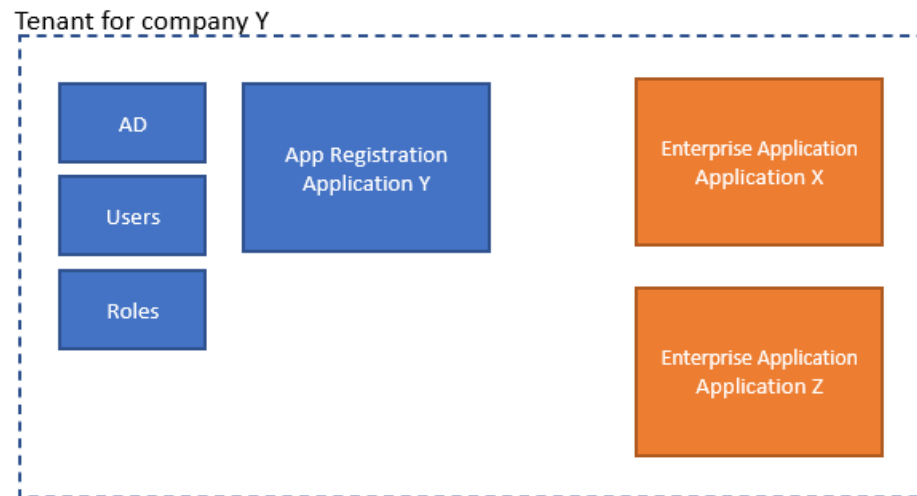 Tenant for company Y
AD
Users
Roles
App Registration
Application Y
Enterprise Application
Application X
Enterprise Application
Application Z